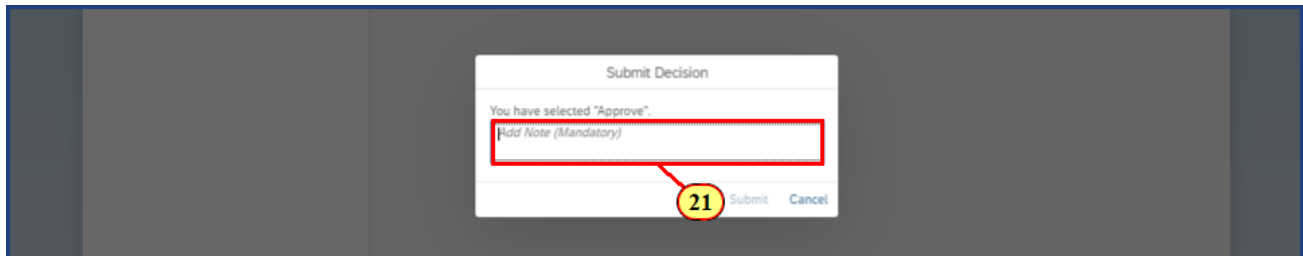 Submit Decision
You have selected "Approve".
Add Note (Mandatory)
21 Submit Cancel